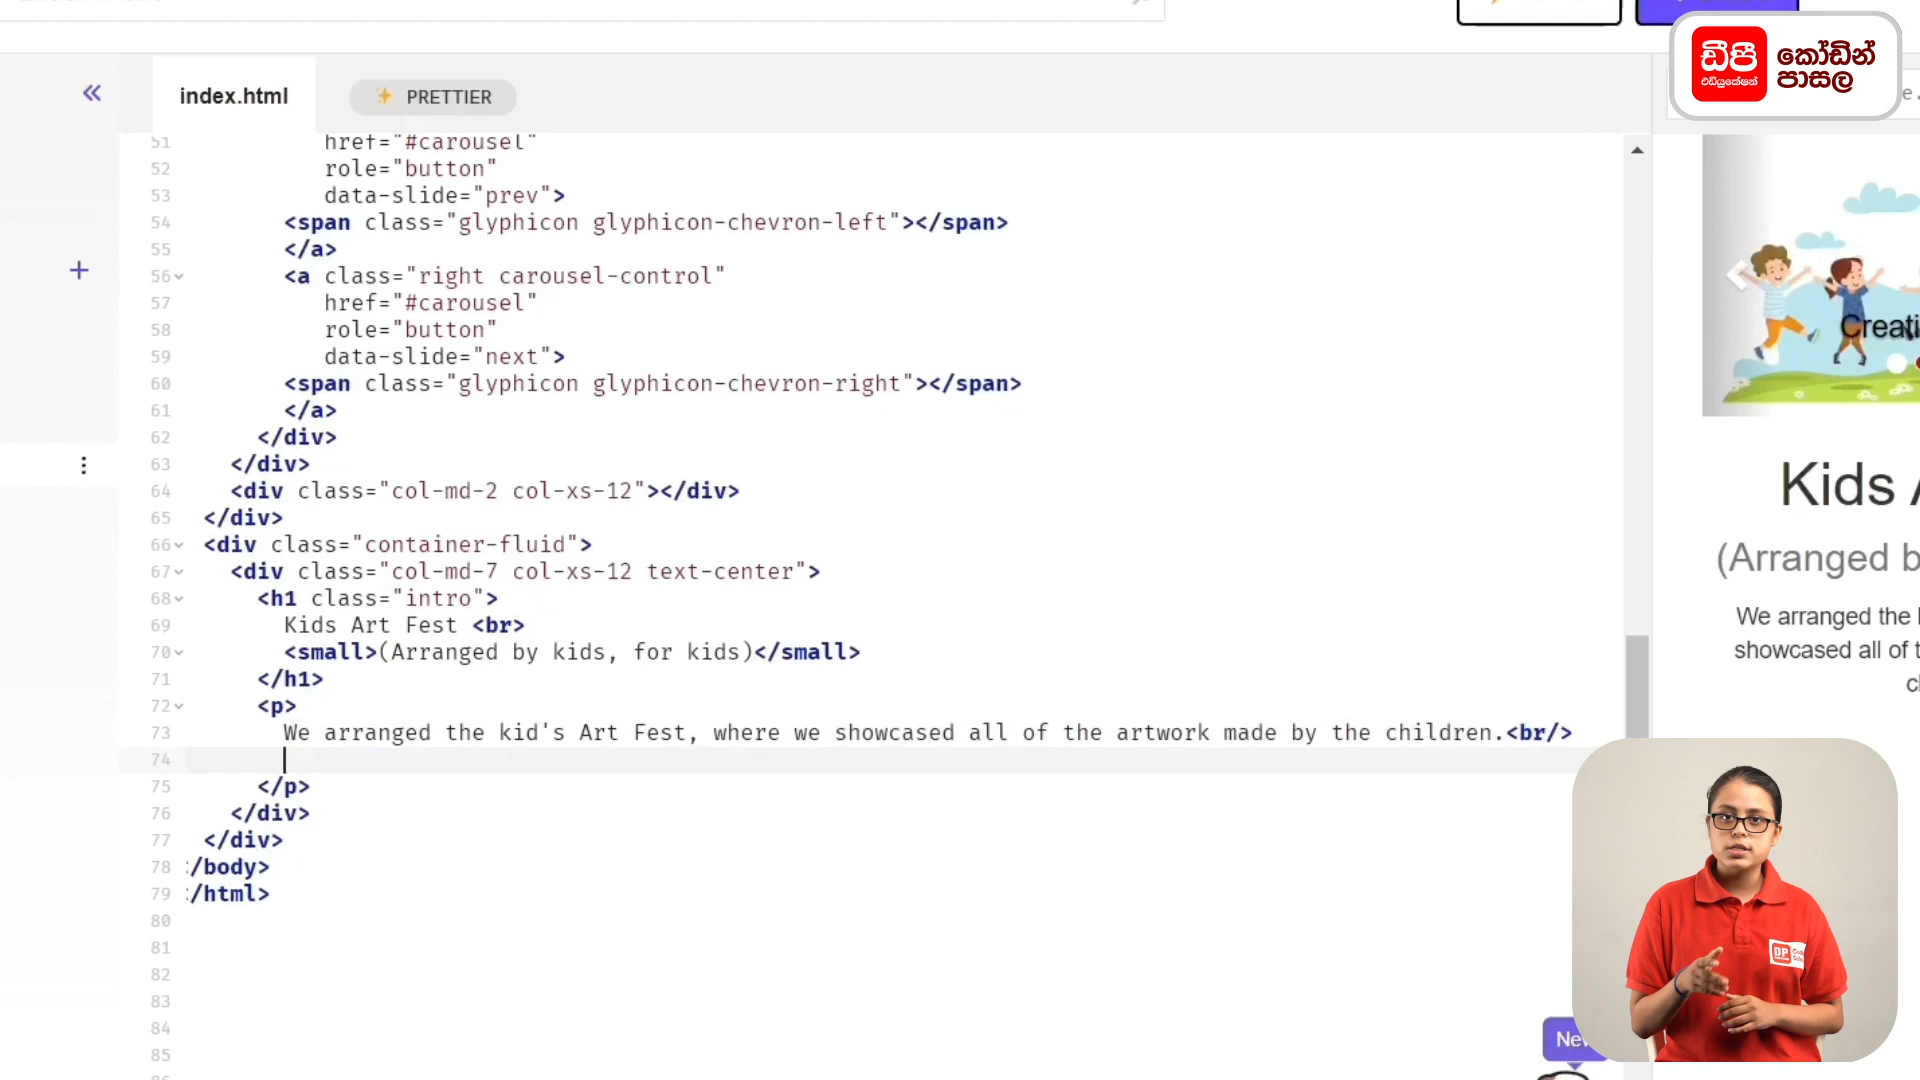 ඩීපී
එඩියුකේෂන්
කෝඩින්
පාසල
index.html
PRETTIER
51 href="#carousel"
52 role="button"
53 data-slide="prev">
54 <span class="glyphicon glyphicon-chevron-left"></span>
55 </a>
56 <a class="right carousel-control"
57 href="#carousel"
58 role="button"
59 data-slide="next">
60 <span class="glyphicon glyphicon-chevron-right"></span>
61 </a>
62 </div>
63 </div>
64 <div class="col-md-2 col-xs-12"></div>
65 </div>
66 <div class="container-fluid">
67 <div class="col-md-7 col-xs-12 text-center">
68 <h1 class="intro">
69 Kids Art Fest <br>
70 <small>(Arranged by kids, for kids)</small>
71 </h1>
72 <p>
73 We arranged the kid's Art Fest, where we showcased all of the artwork made by the children.<br/>
74
75 </p>
76 </div>
77 </div>
78 /body>
79 /html>
80
81
82
83
84
85
Creati
Kids
(Arranged b
We arranged the
showcased all of t
DP
New